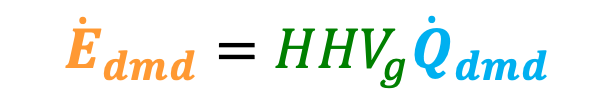 Ė_dmd = HHV_g Q̇_dmd